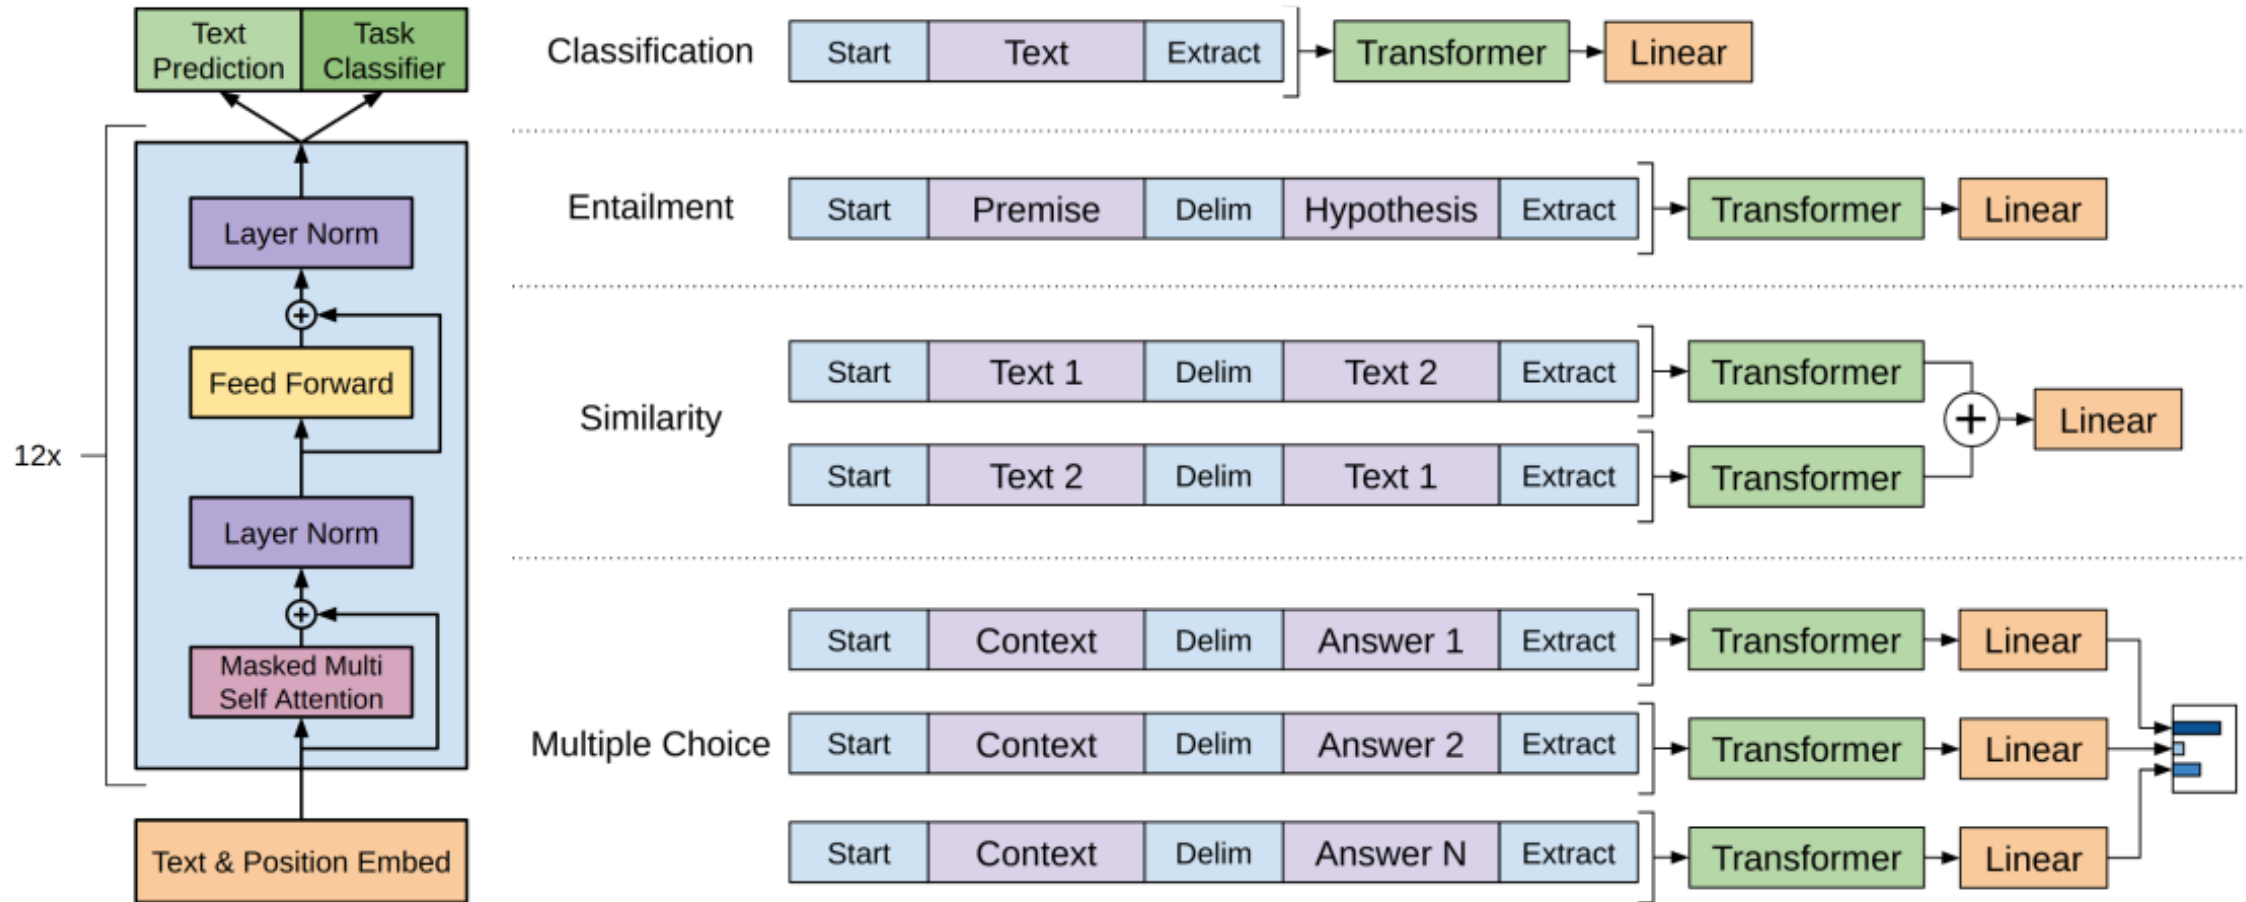 Text
Prediction
Task
Classifier
12x
Layer Norm
+
Feed Forward
Layer Norm
+
Masked Multi
Self Attention
Text & Position Embed
Classification
Start Text Extract Transformer Linear
Entailment
Start Premise Delim Hypothesis Extract Transformer Linear
Similarity
Start Text 1 Delim Text 2 Extract Transformer
Start Text 2 Delim Text 1 Extract Transformer
+
Linear
Multiple Choice
Start Context Delim Answer 1 Extract Transformer Linear
Start Context Delim Answer 2 Extract Transformer Linear
Start Context Delim Answer N Extract Transformer Linear